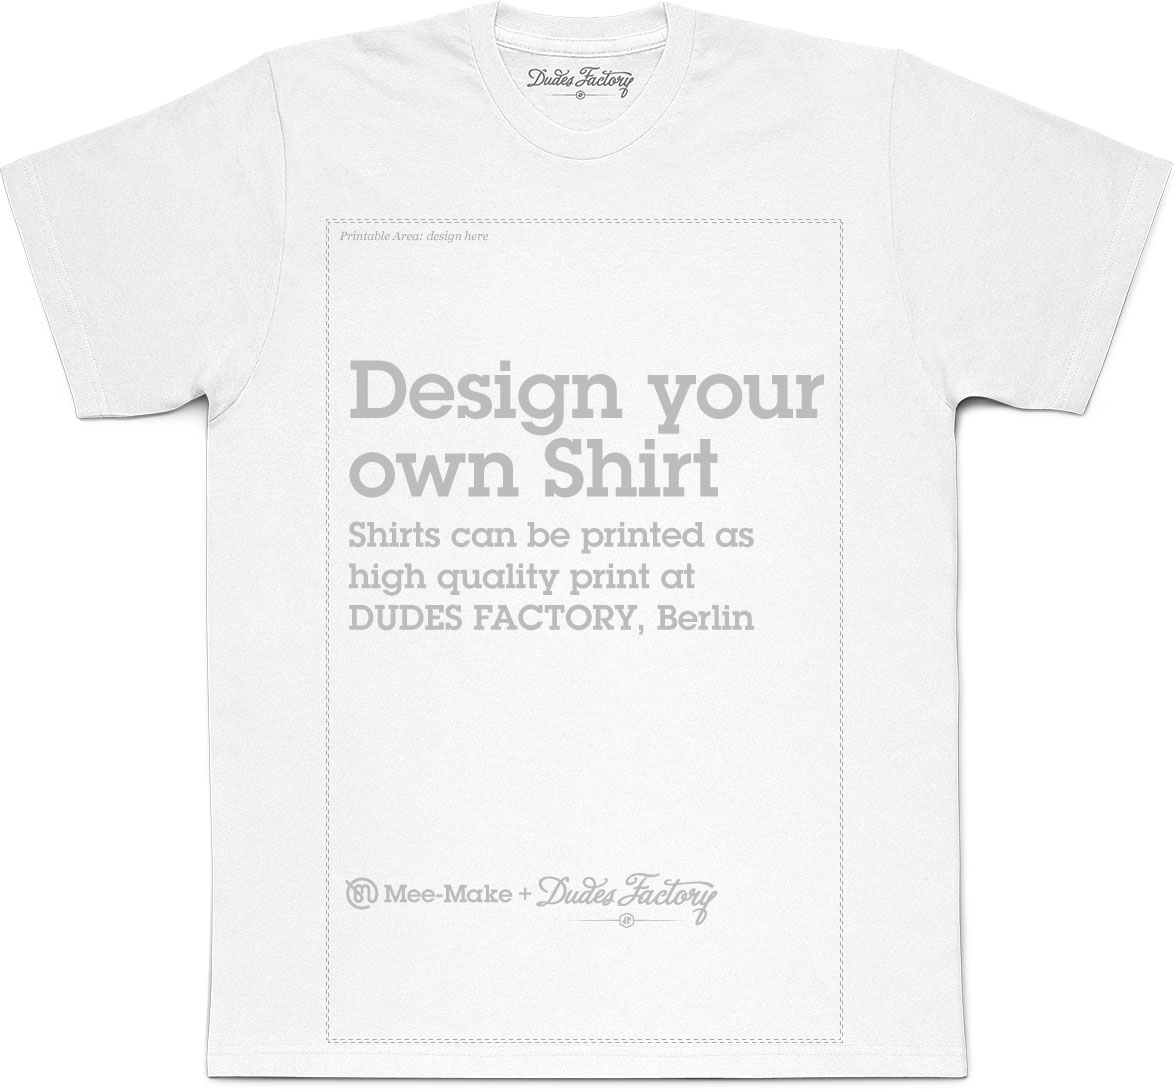 Dudes Factory
Printable Area: design here
Design your
own Shirt
Shirts can be printed as
high quality print at
DUDES FACTORY, Berlin
Mee-Make + Dudes Factory